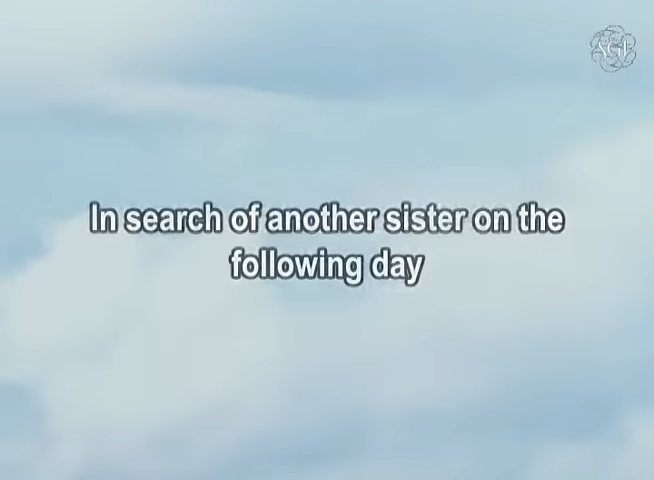 In search of another sister on the
following day